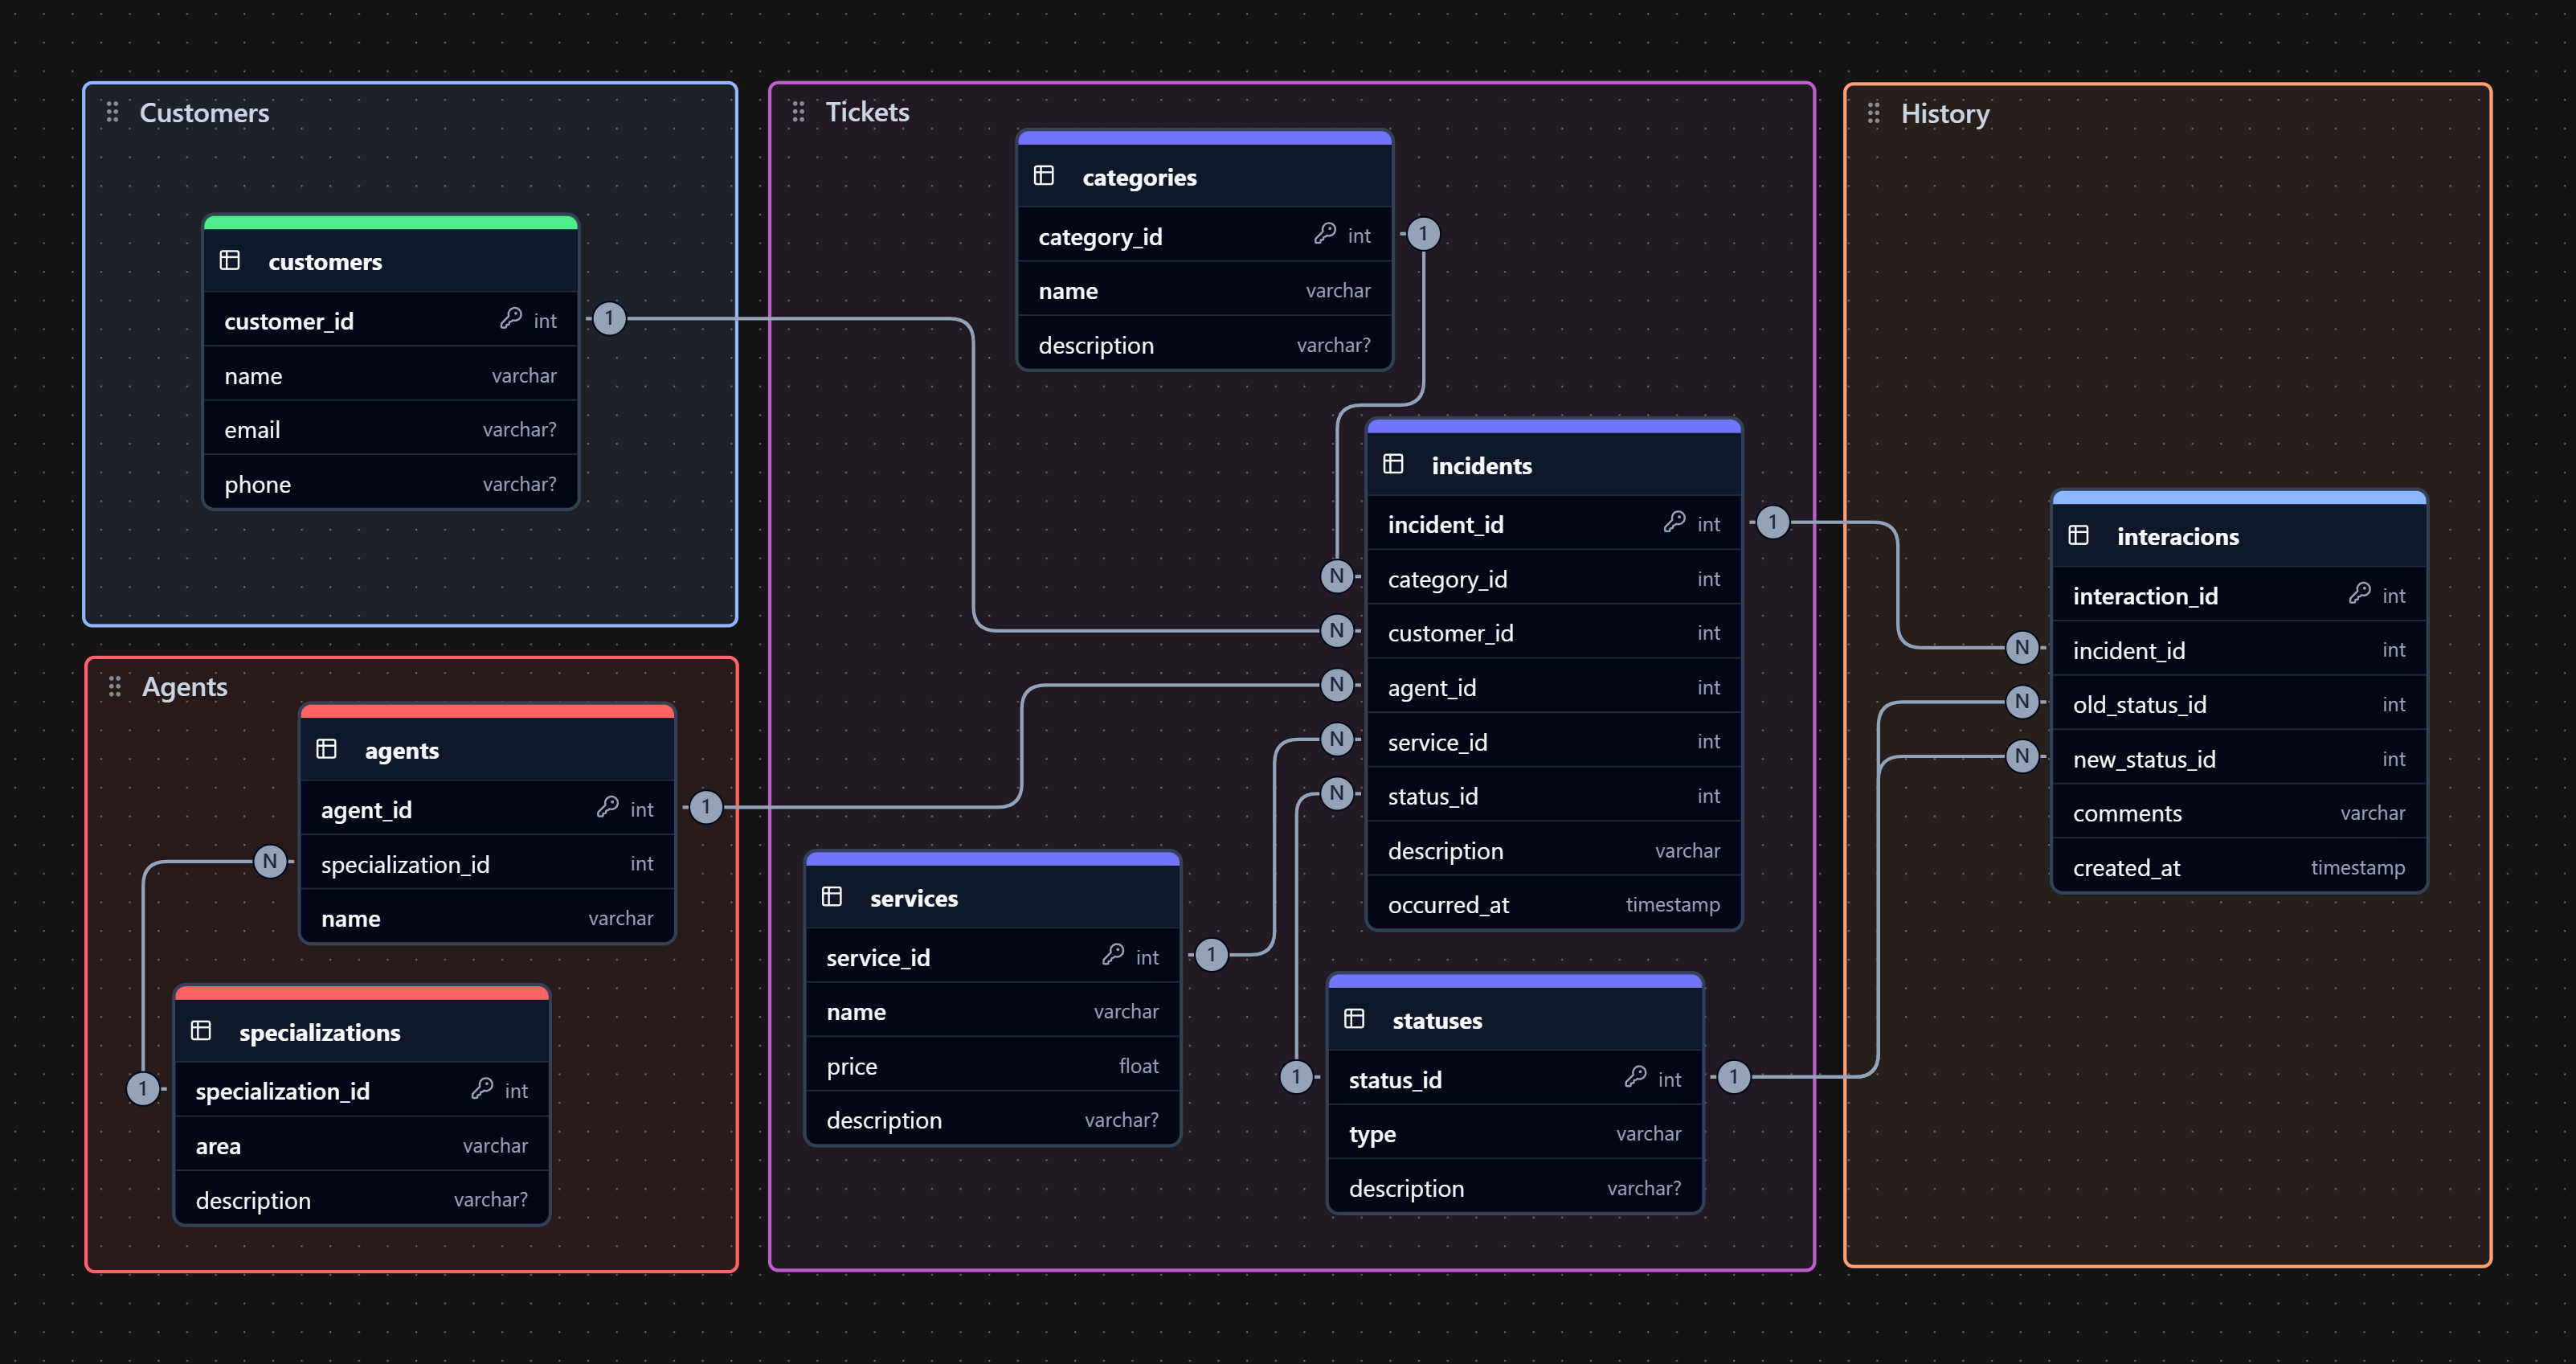 Customers
customers
customer_id int
name varchar
email varchar?
phone varchar?
1
Agents
agents
agent_id int
specialization_id int
name varchar
1
N
specializations
specialization_id int
area varchar
description varchar?
1
Tickets
categories
category_id int
name varchar
description varchar?
1
incidents
incident_id int
category_id int
customer_id int
agent_id int
service_id int
status_id int
description varchar
occurred_at timestamp
1
N
N
N
N
N
services
service_id int
name varchar
price float
description varchar?
1
statuses
status_id int
type varchar
description varchar?
1
1
History
interacions
interaction_id int
incident_id int
old_status_id int
new_status_id int
comments varchar
created_at timestamp
N
N
N